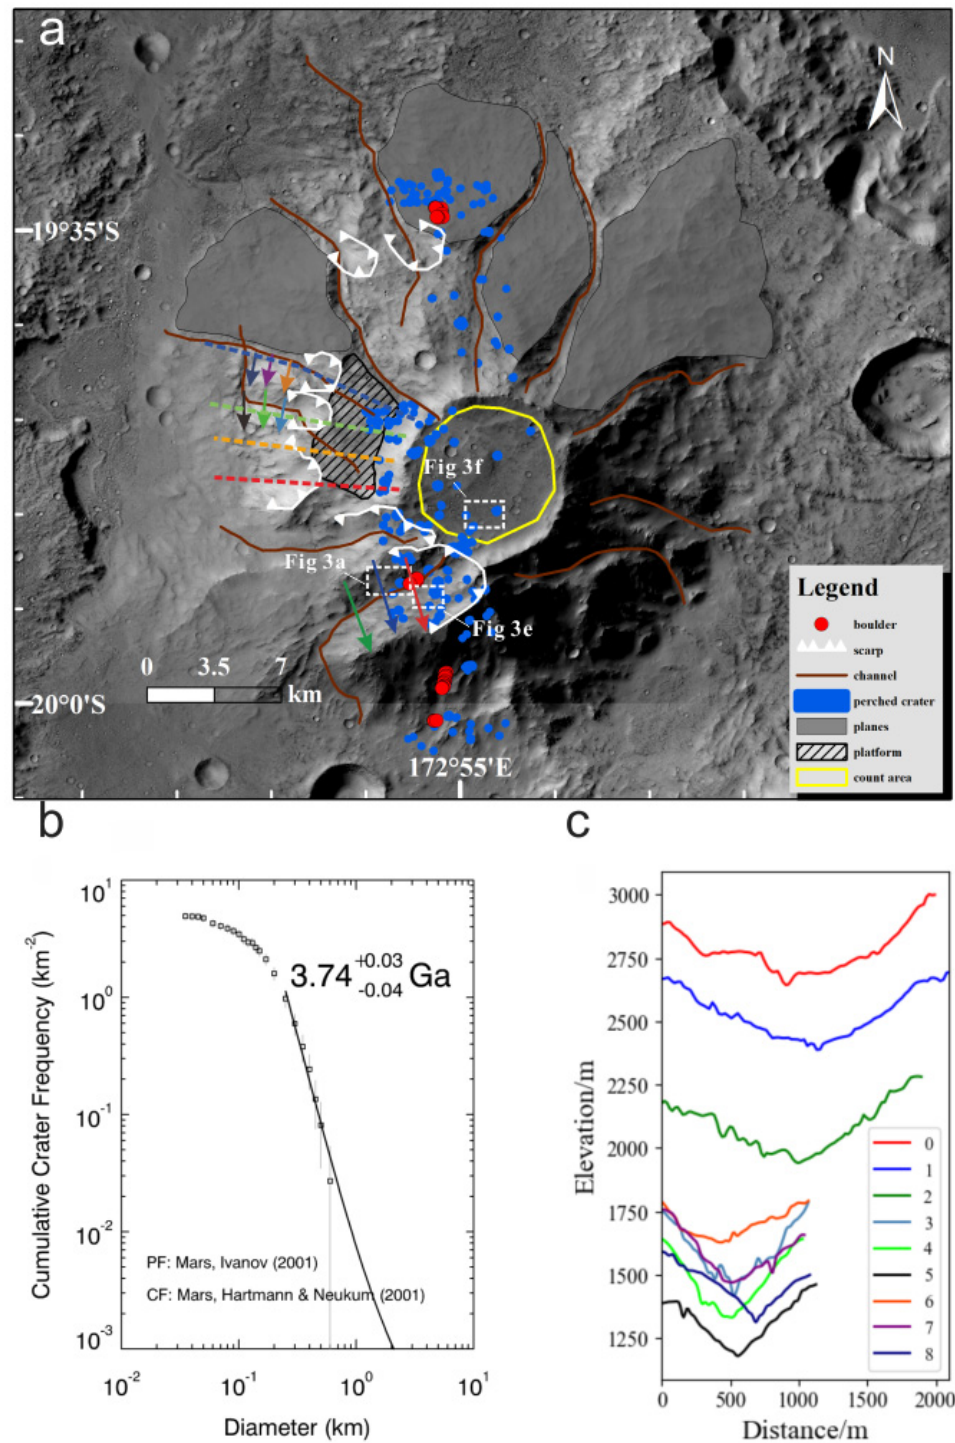 a
N
19°35'S
Fig 3f
Fig 3a
Fig 3e
0 3.5 7
km
20°0'S
172°55'E
Legend
boulder
scarp
channel
perched crater
planes
platform
count area
b
Cumulative Crater Frequency (km⁻²)
10¹
10⁰
10⁻¹
10⁻²
10⁻³
3.74 +0.03 -0.04 Ga
PF: Mars, Ivanov (2001)
CF: Mars, Hartmann & Neukum (2001)
10⁻² 10⁻¹ 10⁰ 10¹
Diameter (km)
c
Elevation/m
3000
2750
2500
2250
2000
1750
1500
1250
0
1
2
3
4
5
6
7
8
0 500 1000 1500 2000
Distance/m